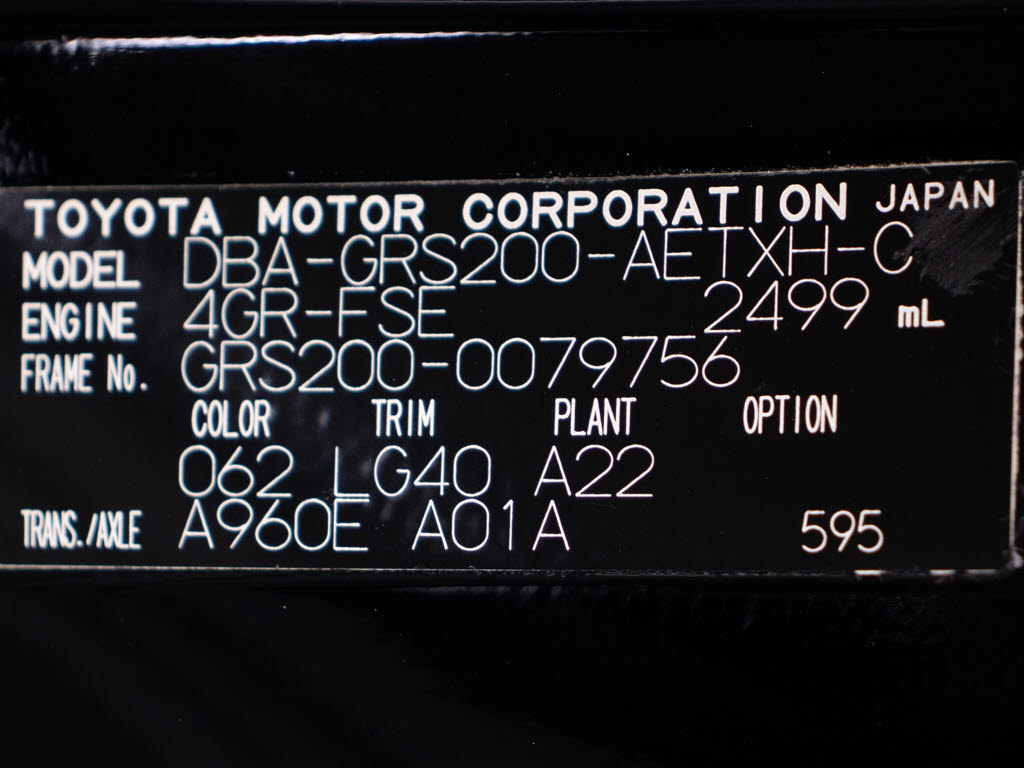 TOYOTA MOTOR CORPORATION JAPAN
MODEL DBA-GRS200-AETXH-C
ENGINE 4GR-FSE 2499 mL
FRAME No. GRS200-0079756
COLOR TRIM PLANT OPTION
062 LG40 A22
TRANS./AXLE A960E A01A 595